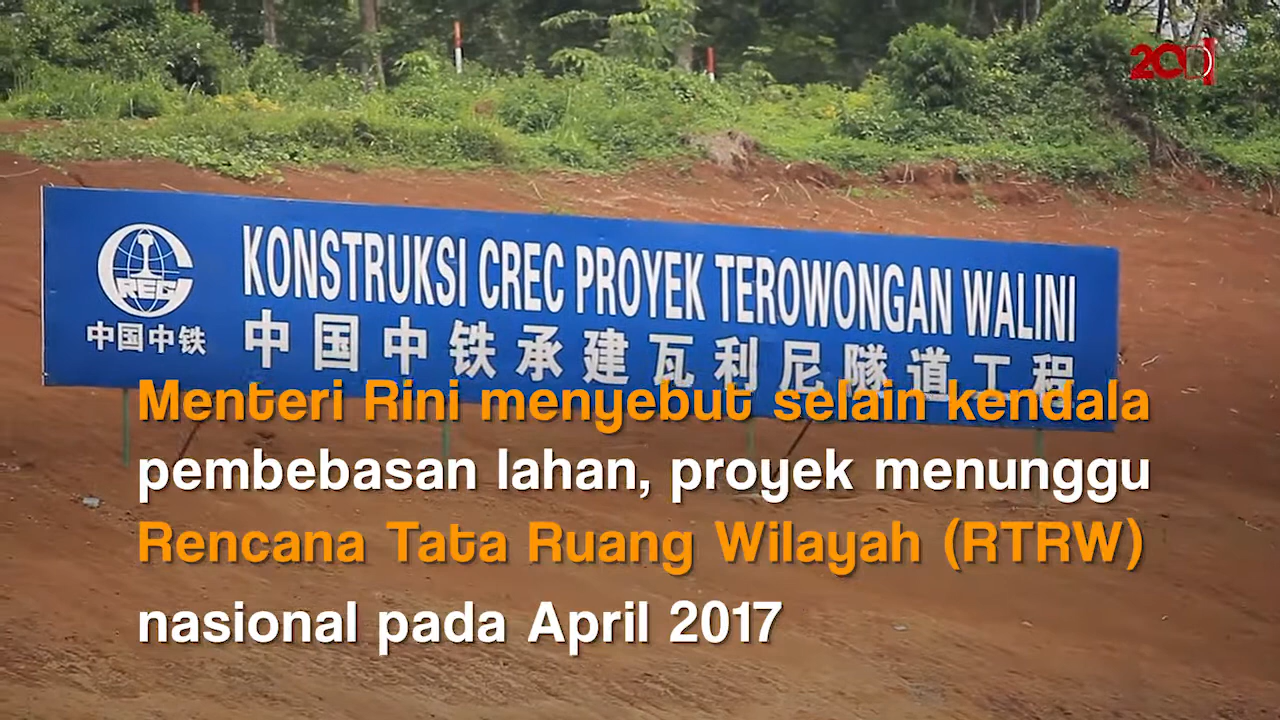 20D
CREC
中国中铁
KONSTRUKSI CREC PROYEK TEROWONGAN WALINI
中国中铁承建瓦利尼隧道工程
Menteri Rini menyebut selain kendala
pembebasan lahan, proyek menunggu
Rencana Tata Ruang Wilayah (RTRW)
nasional pada April 2017